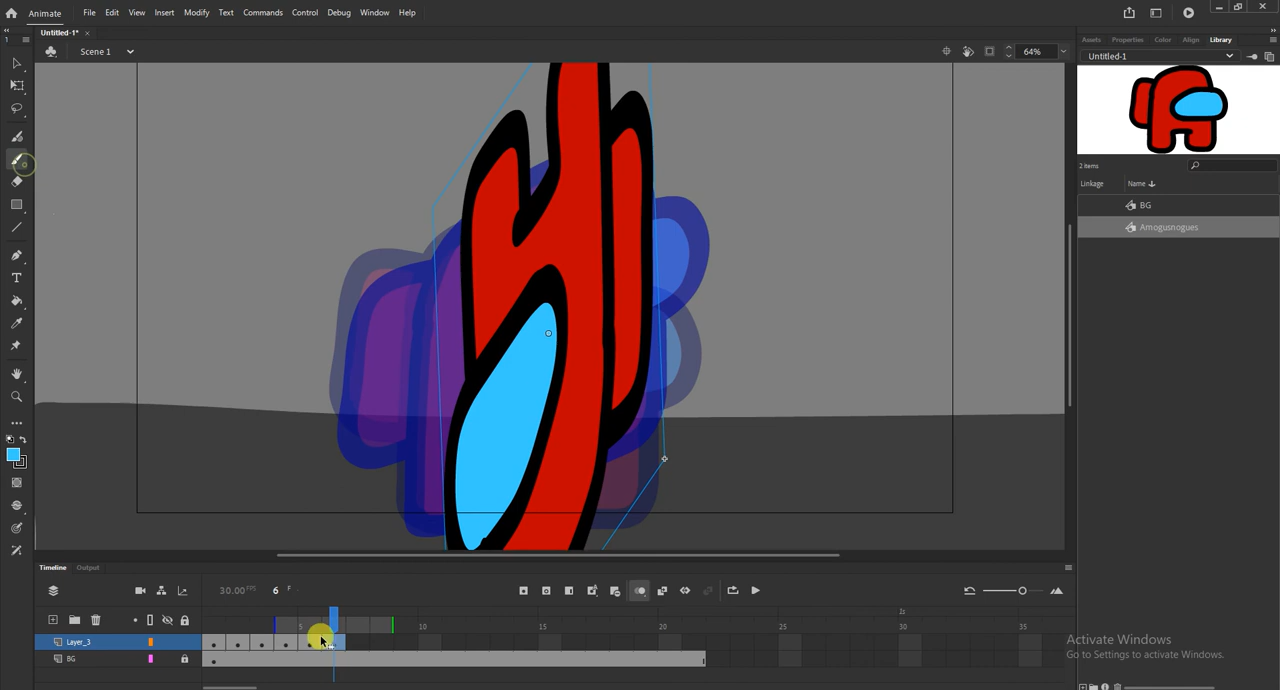 Animate File Edit View Insert Modify Text Commands Control Debug Window Help
Untitled-1* ×
Scene 1 64%
Assets Properties Color Align Library
Untitled-1
2 items
Linkage Name
BG
Amogusnogues
Timeline Output
30.00 FPS 6 F
1s
5 10 15 20 25 30 35
Layer_3
BG
Activate Windows
Go to Settings to activate Windows.